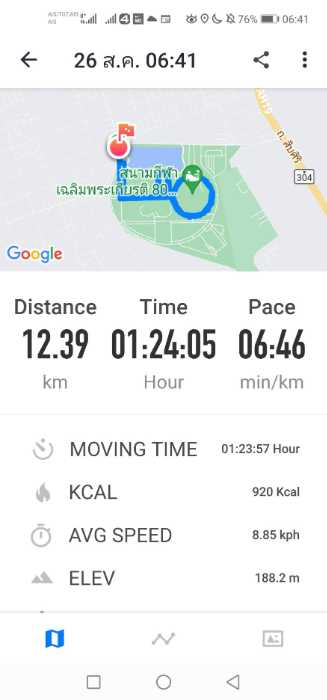 76% 06:41
26 ส.ค. 06:41
สนามกีฬา
เฉลิมพระเกียรติ 80...
ถ. สืบศิริ
304
Google
Distance Time Pace
12.39 01:24:05 06:46
km Hour min/km
MOVING TIME 01:23:57 Hour
KCAL 920 Kcal
AVG SPEED 8.85 kph
ELEV 188.2 m